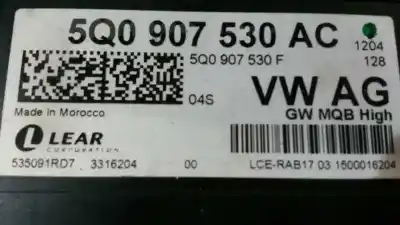 5Q0 907 530 AC
1204
5Q0 907 530 F
128
04S
VW AG
Made in Morocco
GW MQB High
LEAR
CORPORATION
535091RD7 3316204 00
LCE-RAB17 03 1500016204